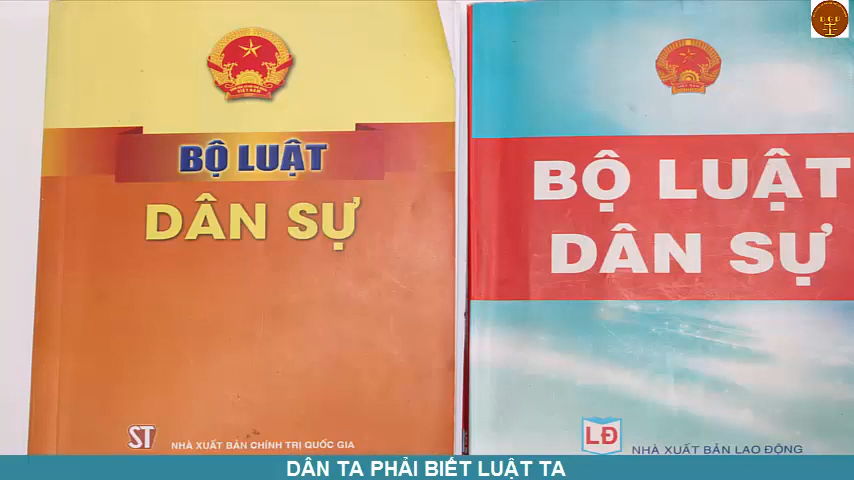 BỘ LUẬT
DÂN SỰ
ST
NHÀ XUẤT BẢN CHÍNH TRỊ QUỐC GIA
BỘ LUẬT
DÂN SỰ
LĐ
NHÀ XUẤT BẢN LAO ĐỘNG
DÂN TA PHẢI BIẾT LUẬT TA